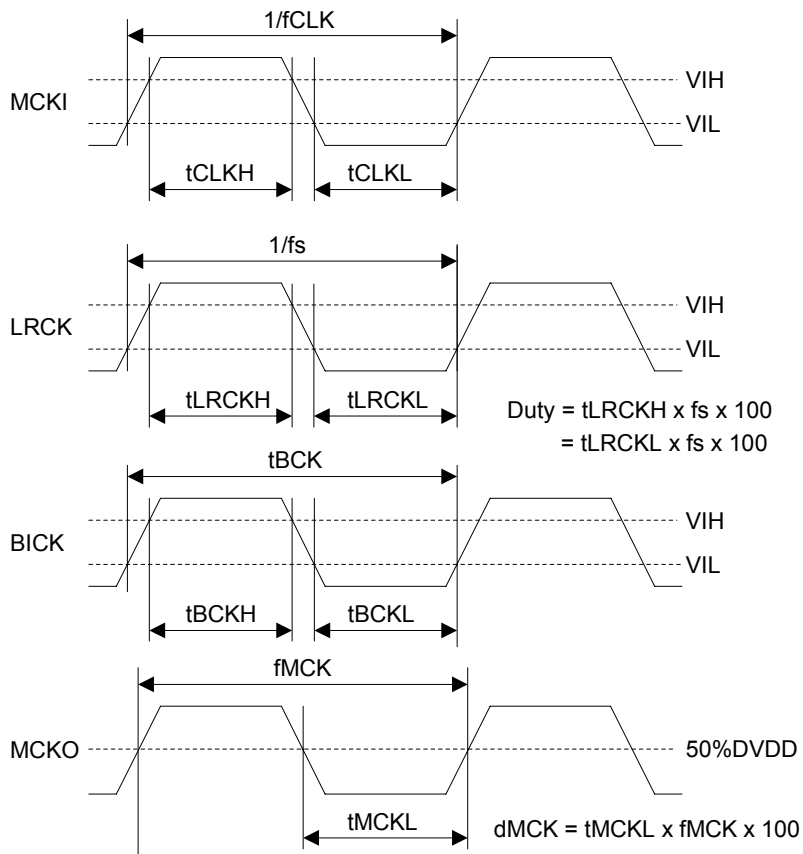 1/fCLK
MCKI
VIH
VIL
tCLKH
tCLKL
1/fs
LRCK
VIH
VIL
tLRCKH
tLRCKL
Duty = tLRCKH x fs x 100
= tLRCKL x fs x 100
tBCK
BICK
VIH
VIL
tBCKH
tBCKL
fMCK
MCKO
50%DVDD
tMCKL
dMCK = tMCKL x fMCK x 100